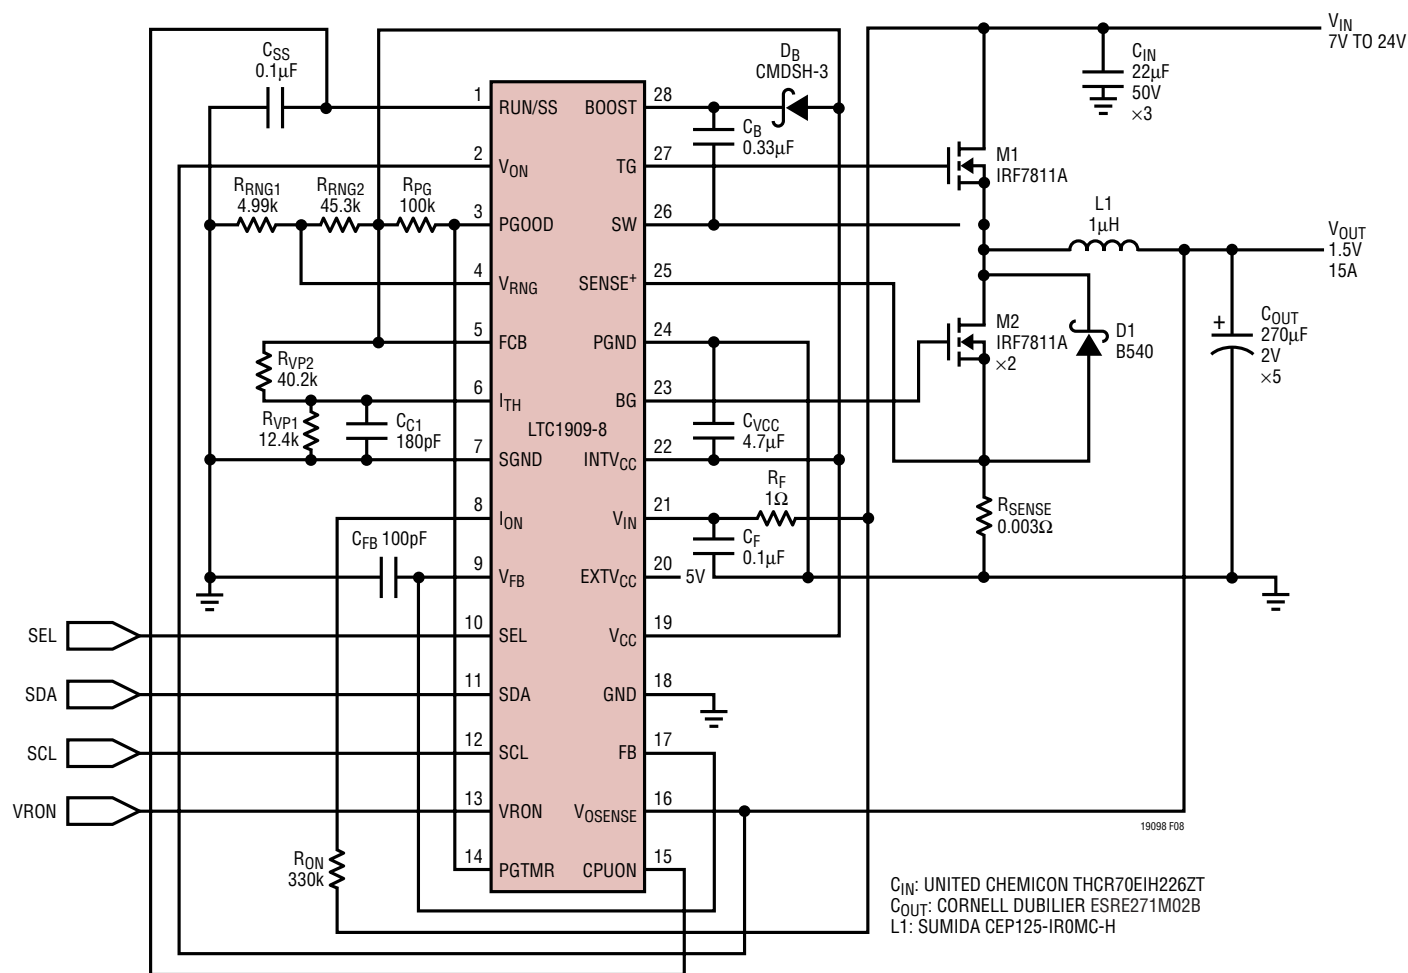 VIN
7V TO 24V
CSS
0.1µF
DB
CMDSH-3
CIN
22µF
50V
×3
1
RUN/SS
BOOST
28
CB
0.33µF
2
VON
TG
27
M1
IRF7811A
RRNG1
4.99k
RRNG2
45.3k
RPG
100k
3
PGOOD
SW
26
L1
1µH
VOUT
1.5V
15A
4
VRNG
SENSE+
25
5
FCB
PGND
24
M2
IRF7811A
×2
D1
B540
+
COUT
270µF
2V
×5
RVP2
40.2k
6
ITH
BG
23
RVP1
12.4k
CC1
180pF
LTC1909-8
CVCC
4.7µF
7
SGND
INTVCC
22
8
ION
VIN
21
RF
1Ω
RSENSE
0.003Ω
CF
0.1µF
CFB 100pF
9
VFB
EXTVCC
20
5V
SEL
10
SEL
VCC
19
SDA
11
SDA
GND
18
SCL
12
SCL
FB
17
VRON
13
VRON
VOSENSE
16
19098 F08
RON
330k
14
PGTMR
CPUON
15
CIN: UNITED CHEMICON THCR70EIH226ZT
COUT: CORNELL DUBILIER ESRE271M02B
L1: SUMIDA CEP125-IR0MC-H